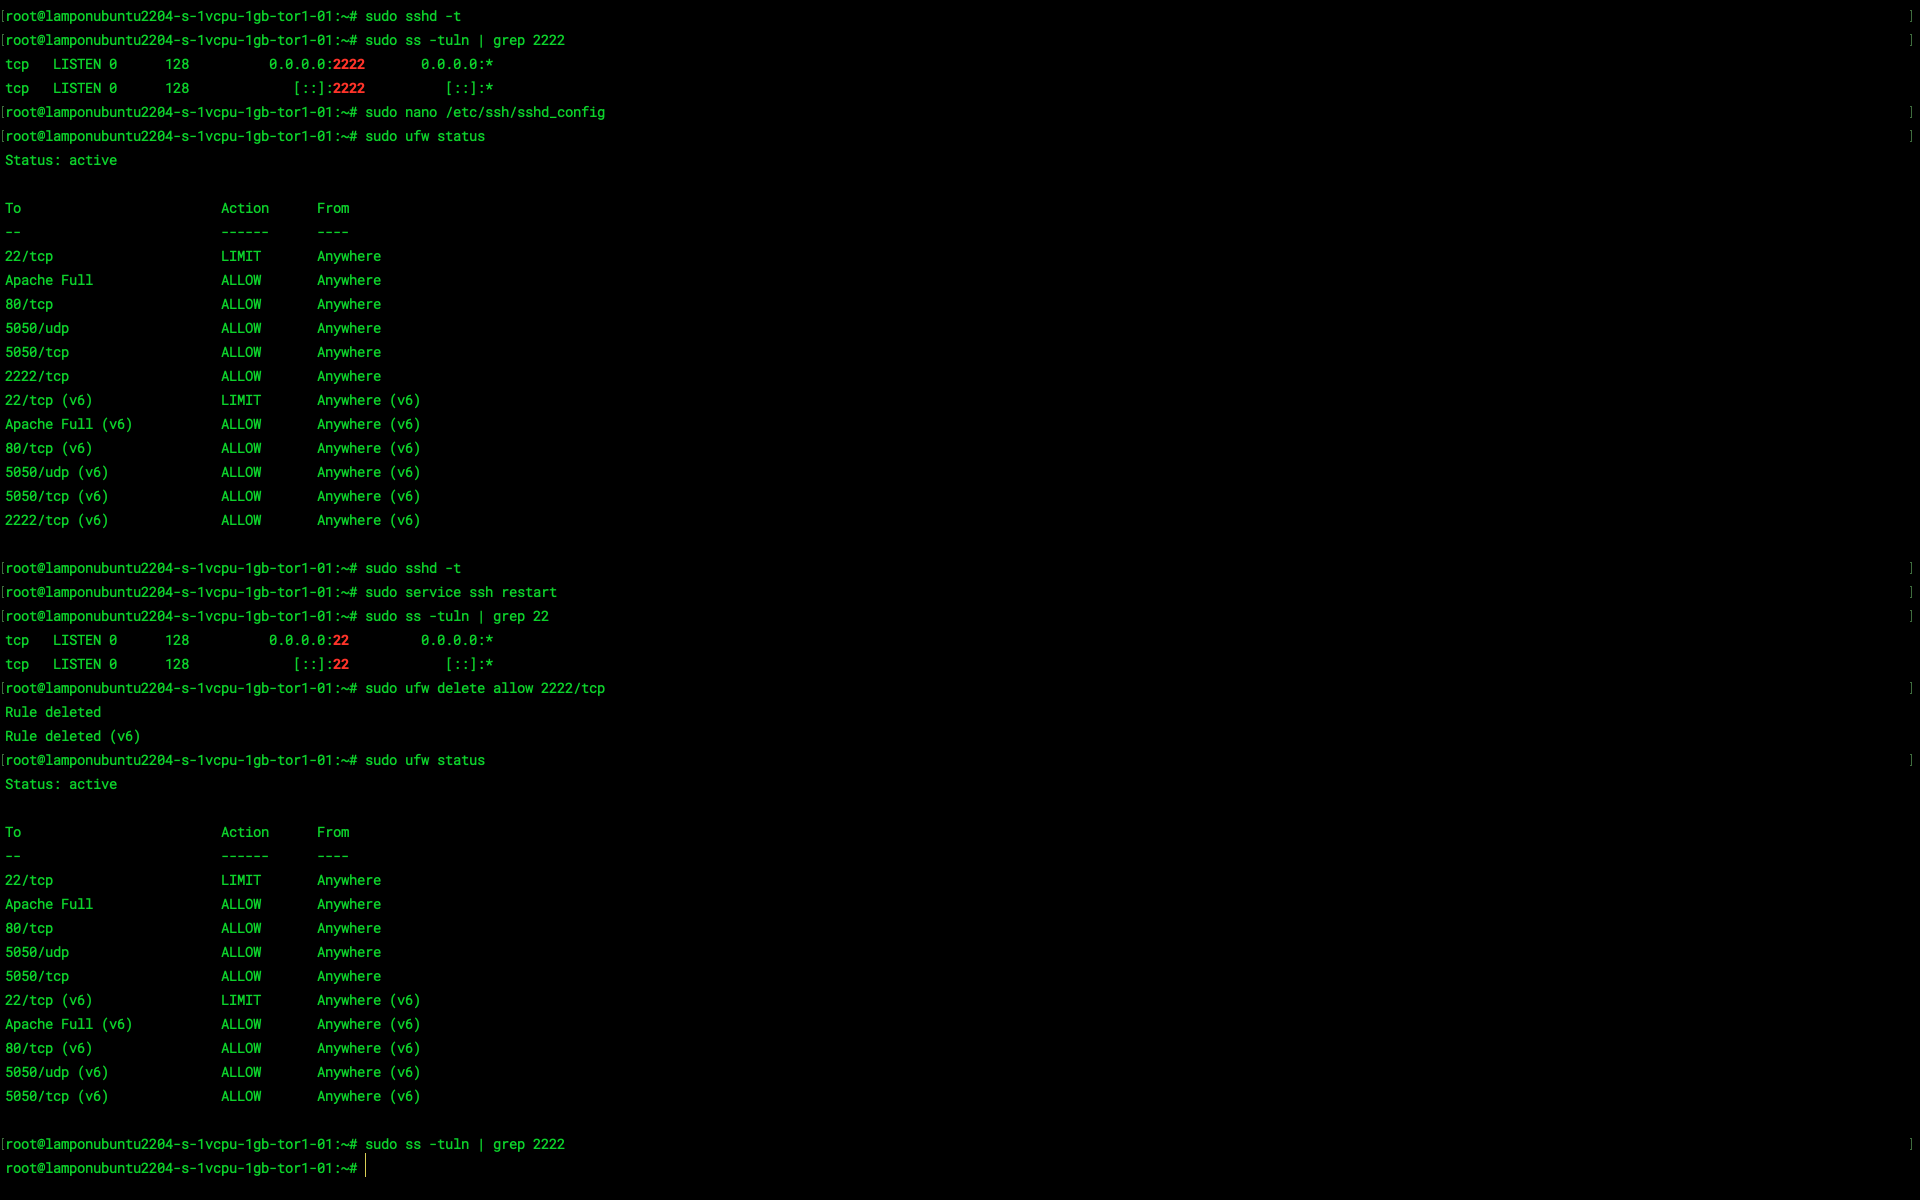 [root@lamponubuntu2204-s-1vcpu-1gb-tor1-01:~# sudo sshd -t ]
[root@lamponubuntu2204-s-1vcpu-1gb-tor1-01:~# sudo ss -tuln | grep 2222 ]
tcp   LISTEN 0      128          0.0.0.0:2222       0.0.0.0:*
tcp   LISTEN 0      128             [::]:2222          [::]:*
[root@lamponubuntu2204-s-1vcpu-1gb-tor1-01:~# sudo nano /etc/ssh/sshd_config ]
[root@lamponubuntu2204-s-1vcpu-1gb-tor1-01:~# sudo ufw status ]
Status: active
To                         Action      From
--                         ------      ----
22/tcp                     LIMIT       Anywhere
Apache Full                ALLOW       Anywhere
80/tcp                     ALLOW       Anywhere
5050/udp                   ALLOW       Anywhere
5050/tcp                   ALLOW       Anywhere
2222/tcp                   ALLOW       Anywhere
22/tcp (v6)                LIMIT       Anywhere (v6)
Apache Full (v6)           ALLOW       Anywhere (v6)
80/tcp (v6)                ALLOW       Anywhere (v6)
5050/udp (v6)              ALLOW       Anywhere (v6)
5050/tcp (v6)              ALLOW       Anywhere (v6)
2222/tcp (v6)              ALLOW       Anywhere (v6)
[root@lamponubuntu2204-s-1vcpu-1gb-tor1-01:~# sudo sshd -t ]
[root@lamponubuntu2204-s-1vcpu-1gb-tor1-01:~# sudo service ssh restart ]
[root@lamponubuntu2204-s-1vcpu-1gb-tor1-01:~# sudo ss -tuln | grep 22 ]
tcp   LISTEN 0      128          0.0.0.0:22         0.0.0.0:*
tcp   LISTEN 0      128             [::]:22            [::]:*
[root@lamponubuntu2204-s-1vcpu-1gb-tor1-01:~# sudo ufw delete allow 2222/tcp ]
Rule deleted
Rule deleted (v6)
[root@lamponubuntu2204-s-1vcpu-1gb-tor1-01:~# sudo ufw status ]
Status: active
To                         Action      From
--                         ------      ----
22/tcp                     LIMIT       Anywhere
Apache Full                ALLOW       Anywhere
80/tcp                     ALLOW       Anywhere
5050/udp                   ALLOW       Anywhere
5050/tcp                   ALLOW       Anywhere
22/tcp (v6)                LIMIT       Anywhere (v6)
Apache Full (v6)           ALLOW       Anywhere (v6)
80/tcp (v6)                ALLOW       Anywhere (v6)
5050/udp (v6)              ALLOW       Anywhere (v6)
5050/tcp (v6)              ALLOW       Anywhere (v6)
[root@lamponubuntu2204-s-1vcpu-1gb-tor1-01:~# sudo ss -tuln | grep 2222 ]
root@lamponubuntu2204-s-1vcpu-1gb-tor1-01:~#